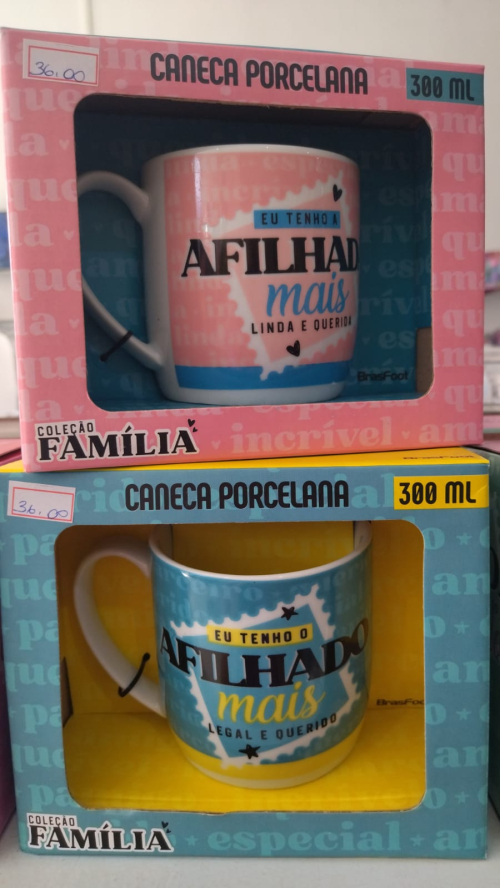 36.00
CANECA PORCELANA
300 ML
EU TENHO A
AFILHAD
mais
LINDA E QUERIDA
BrasFoot
COLEÇÃO
FAMÍLIA
incrível
36.00
CANECA PORCELANA
300 ML
EU TENHO O
AFILHADO
mais
LEGAL E QUERIDO
BrasFoot
COLEÇÃO
FAMÍLIA
especial